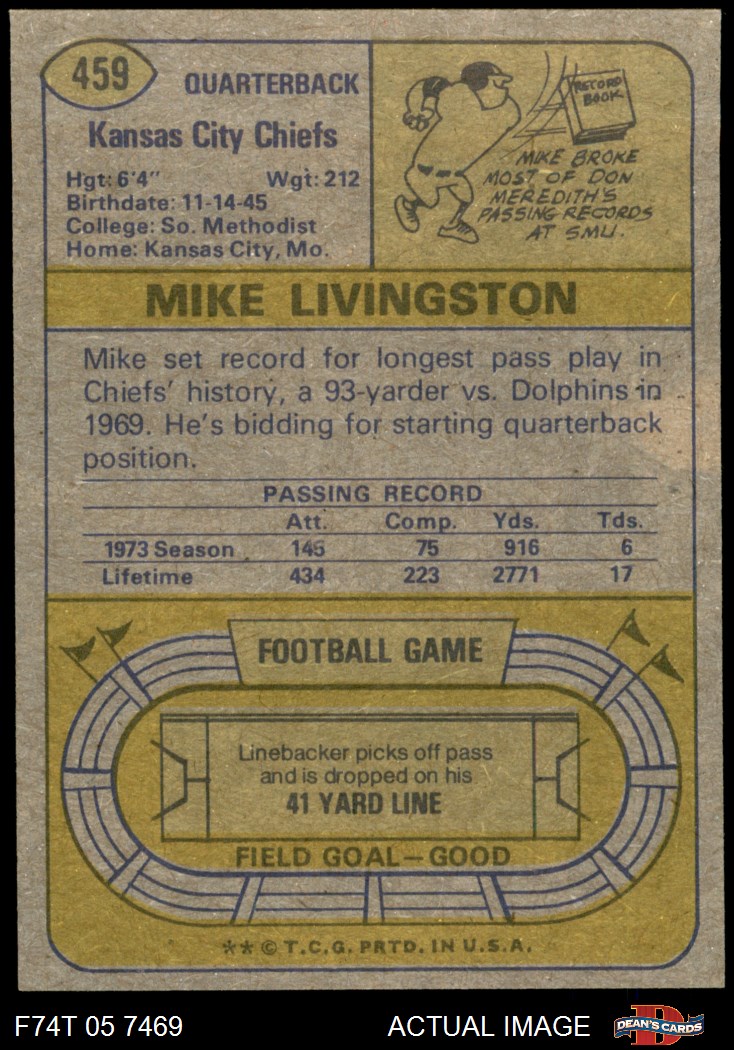 459
QUARTERBACK
Kansas City Chiefs
Hgt: 6'4" Wgt: 212
Birthdate: 11-14-45
College: So. Methodist
Home: Kansas City, Mo.
RECORD
BOOK
MIKE BROKE
MOST OF DON
MEREDITH'S
PASSING RECORDS
AT SMU.
MIKE LIVINGSTON
Mike set record for longest pass play in
Chiefs' history, a 93-yarder vs. Dolphins in
1969. He's bidding for starting quarterback
position.
PASSING RECORD
Att. Comp. Yds. Tds.
1973 Season 145 75 916 6
Lifetime 434 223 2771 17
FOOTBALL GAME
Linebacker picks off pass
and is dropped on his
41 YARD LINE
FIELD GOAL—GOOD
** © T.C.G. PRTD. IN U.S.A.
F74T 05 7469 ACTUAL IMAGE
D
DEAN'S CARDS